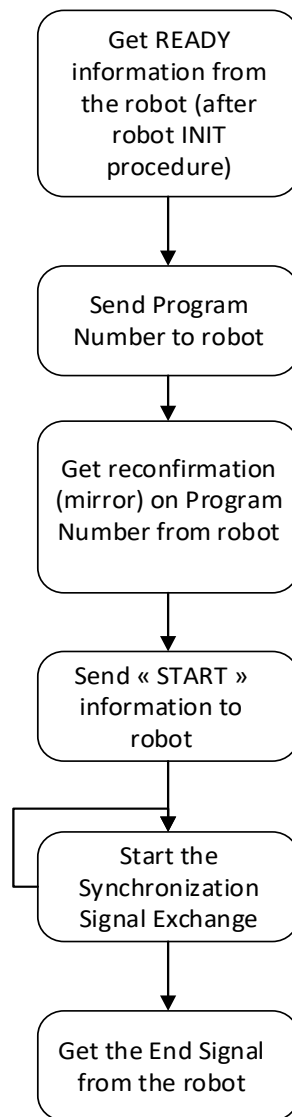 Get READY
information from
the robot (after
robot INIT
procedure)
Send Program
Number to robot
Get reconfirmation
(mirror) on Program
Number from robot
Send « START »
information to
robot
Start the
Synchronization
Signal Exchange
Get the End Signal
from the robot